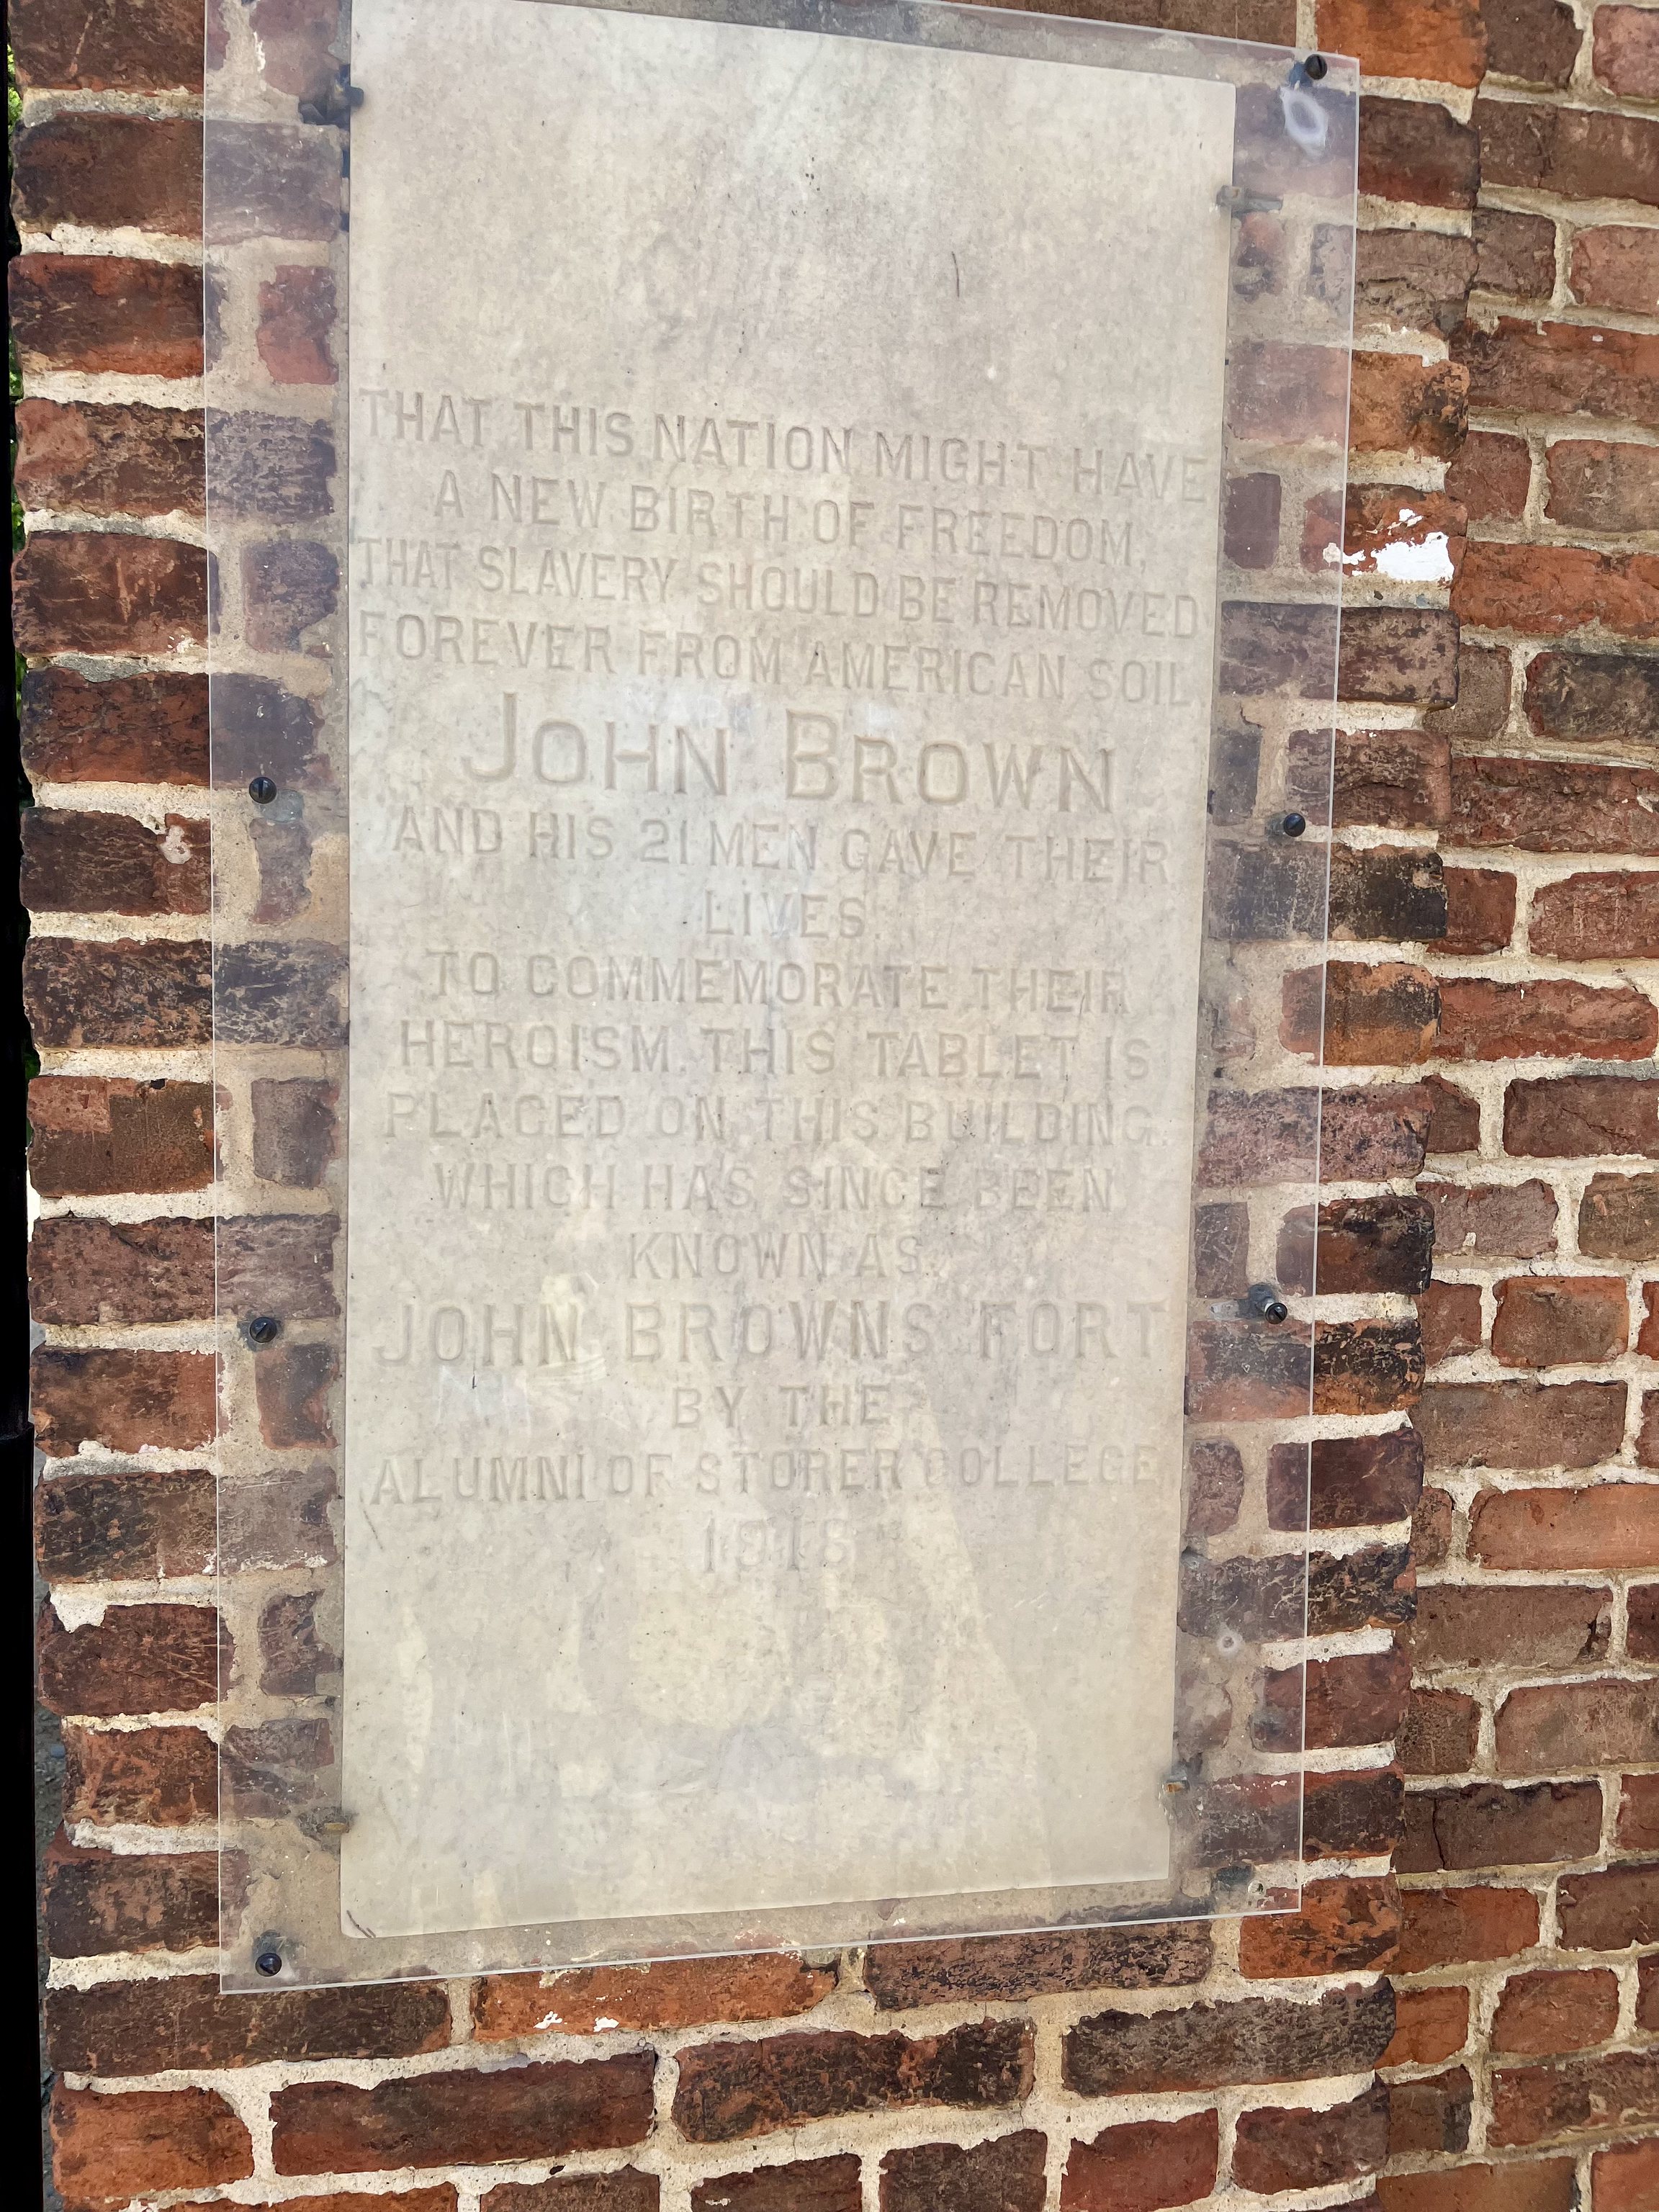 THAT THIS NATION MIGHT HAVE
A NEW BIRTH OF FREEDOM,
THAT SLAVERY SHOULD BE REMOVED
FOREVER FROM AMERICAN SOIL
JOHN BROWN
AND HIS 21 MEN GAVE THEIR
LIVES.
TO COMMEMORATE THEIR
HEROISM, THIS TABLET IS
PLACED ON THIS BUILDING,
WHICH HAS SINCE BEEN
KNOWN AS
JOHN BROWNS FORT
BY THE
ALUMNI OF STORER COLLEGE
1918